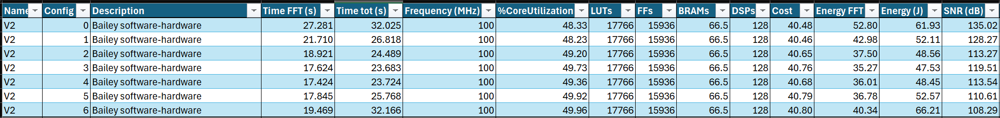 Name Config Description Time FFT (s) Time tot (s) Frequency (MHz) %CoreUtilization LUTs FFs BRAMs DSPs Cost Energy FFT Energy (J) SNR (dB)
V2 0 Bailey software-hardware 27.281 32.025 100 48.33 17766 15936 66.5 128 40.48 52.80 61.93 135.02
V2 1 Bailey software-hardware 21.710 26.818 100 48.23 17766 15936 66.5 128 40.46 42.98 52.11 128.27
V2 2 Bailey software-hardware 18.921 24.489 100 49.20 17766 15936 66.5 128 40.65 37.50 48.56 113.27
V2 3 Bailey software-hardware 17.624 23.683 100 49.73 17766 15936 66.5 128 40.76 35.27 47.53 119.51
V2 4 Bailey software-hardware 17.424 23.724 100 49.36 17766 15936 66.5 128 40.68 36.01 48.45 113.54
V2 5 Bailey software-hardware 17.845 25.768 100 49.92 17766 15936 66.5 128 40.79 36.78 52.57 110.61
V2 6 Bailey software-hardware 19.469 32.166 100 49.96 17766 15936 66.5 128 40.80 40.34 66.21 108.29